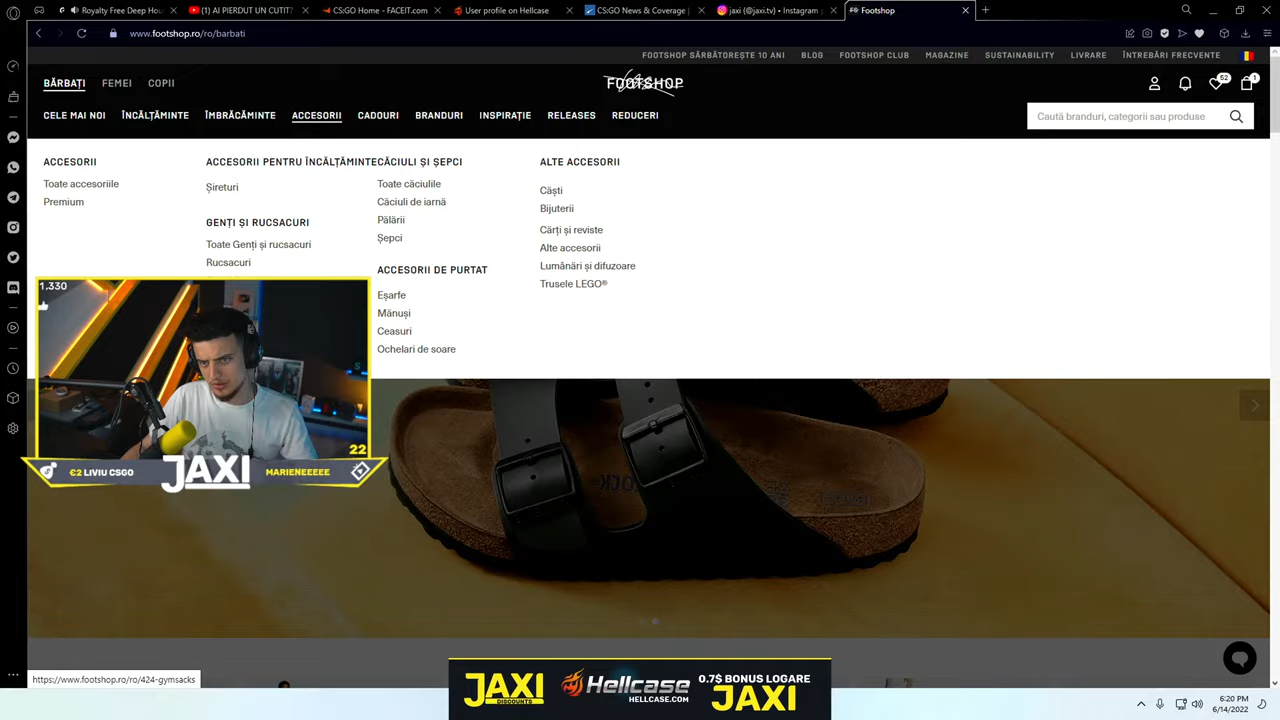 Royalty Free Deep Hou
(1) AI PIERDUT UN CUTIT?
CS:GO Home - FACEIT.com
User profile on Hellcase
CS:GO News & Coverage |
jaxi (@jaxi.tv) • Instagram p
Footshop
www.footshop.ro/ro/barbati
FOOTSHOP SĂRBĂTOREȘTE 10 ANI
BLOG
FOOTSHOP CLUB
MAGAZINE
SUSTAINABILITY
LIVRARE
ÎNTREBĂRI FRECVENTE
BĂRBAȚI
FEMEI
COPII
FOOTSHOP
52
1
CELE MAI NOI
ÎNCĂLȚĂMINTE
ÎMBRĂCĂMINTE
ACCESORII
CADOURI
BRANDURI
INSPIRAȚIE
RELEASES
REDUCERI
Caută branduri, categorii sau produse
ACCESORII
Toate accesoriile
Premium
ACCESORII PENTRU ÎNCĂLȚĂMINTE
Șireturi
GENȚI ȘI RUCSACURI
Toate Genți și rucsacuri
Rucsacuri
CĂCIULI ȘI ȘEPCI
Toate căciulile
Căciuli de iarnă
Pălării
Șepci
ACCESORII DE PURTAT
Eșarfe
Mănuși
Ceasuri
Ochelari de soare
ALTE ACCESORII
Căști
Bijuterii
Cărți și reviste
Alte accesorii
Lumânări și difuzoare
Trusele LEGO®
1.330
22
€2 LIVIU CSGO
JAXI
MARIENEEEE
https://www.footshop.ro/ro/424-gymsacks
JAXI
DISCOUNTS
Hellcase
HELLCASE.COM
0.7$ BONUS LOGARE
JAXI
6:20 PM
6/14/2022